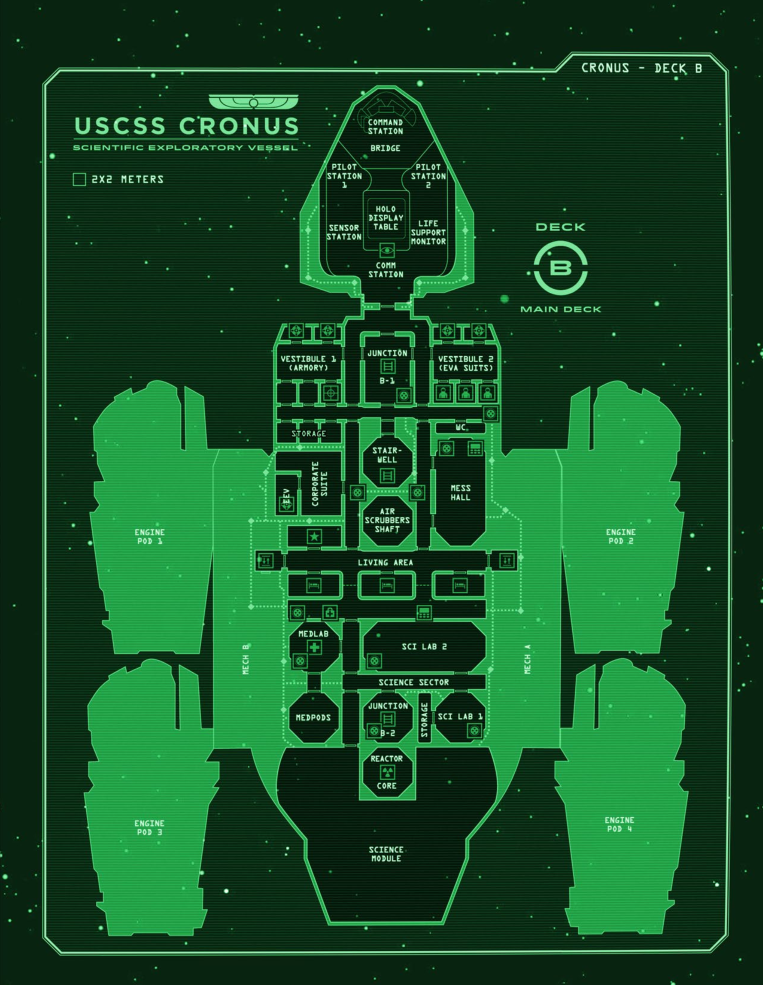 CRONUS - DECK B
USCSS CRONUS
SCIENTIFIC EXPLORATORY VESSEL
2X2 METERS
COMMAND
STATION
BRIDGE
PILOT
STATION
1
PILOT
STATION
2
HOLO
DISPLAY
TABLE
SENSOR
STATION
LIFE
SUPPORT
MONITOR
COMM
STATION
DECK
B
MAIN DECK
VESTIBULE 1
(ARMORY)
JUNCTION
B-1
VESTIBULE 2
(EVA SUITS)
STORAGE
WC
STAIR-
WELL
EEV
CORPORATE
SUITE
MESS
HALL
AIR
SCRUBBERS
SHAFT
ENGINE
POD 1
ENGINE
POD 2
LIVING AREA
MEDLAB
SCI LAB 2
MECH B
MECH A
SCIENCE SECTOR
MEDPODS
JUNCTION
B-2
STORAGE
SCI LAB 1
REACTOR
CORE
ENGINE
POD 3
ENGINE
POD 4
SCIENCE
MODULE